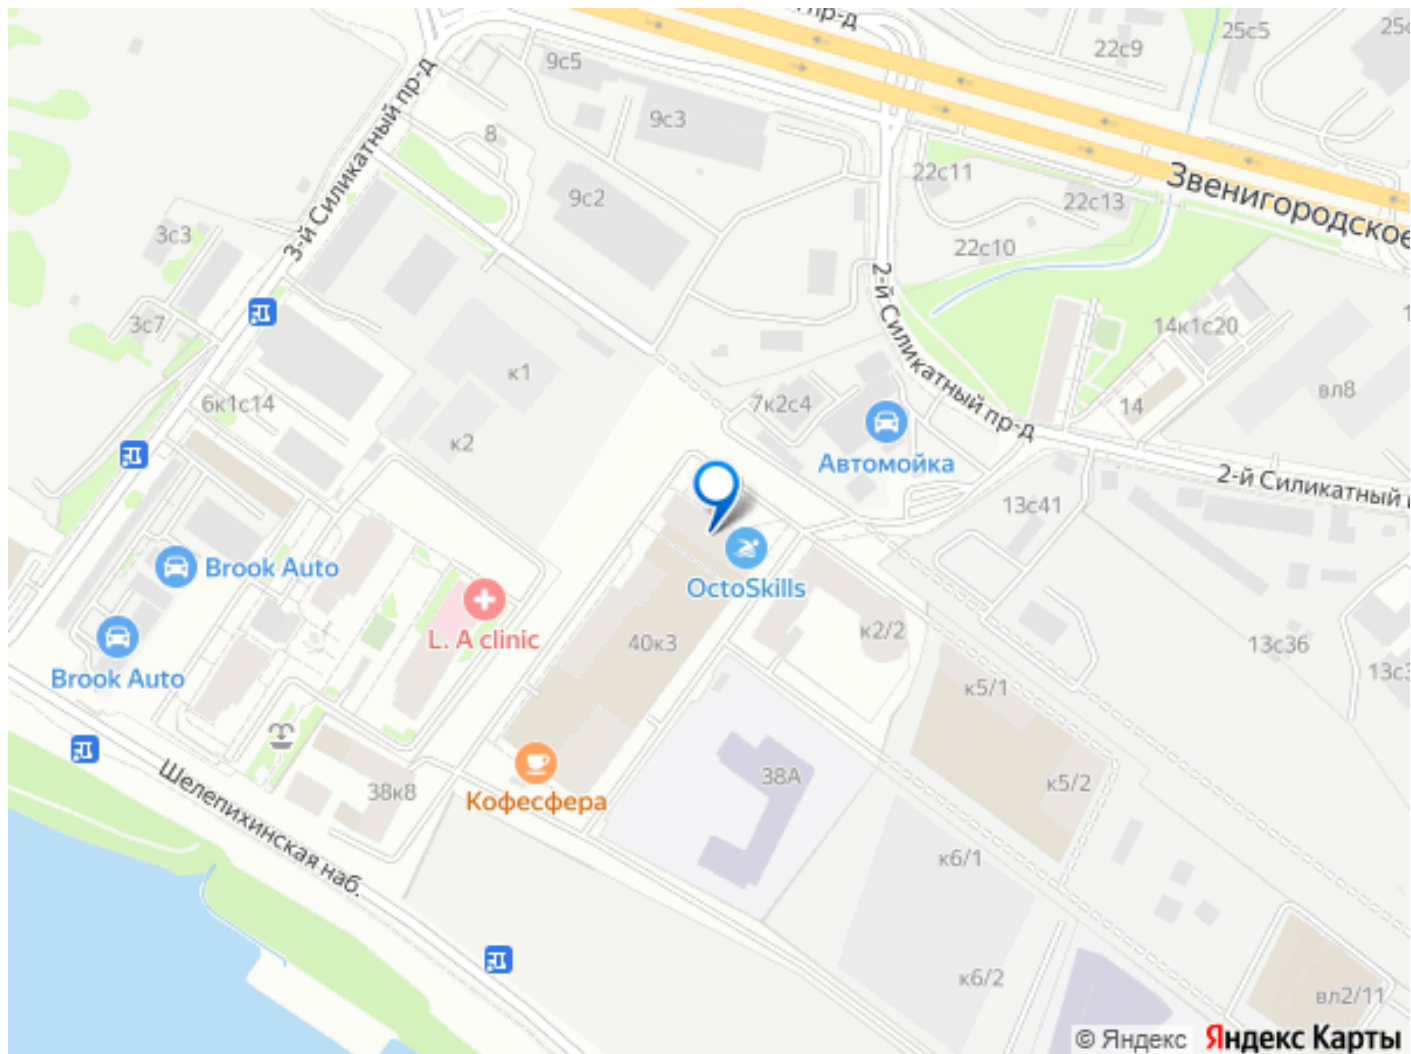 й пр-д
22с9
25с5
9с5
9с3
8
3-й Силикатный пр-д
22с11
Звенигородское
9с2
22с13
3с3
22с10
2-й Силикатный пр-д
3с7
14к1с20
к1
вл8
6к1с14
7к2с4
14
к2
Автомойка
2-й Силикатный
13с41
Brook Auto
OctoSkills
L. A clinic
40к3
к2/2
13с36
Brook Auto
к5/1
38А
к5/2
38к8
Кофесфера
Шелепихинская наб.
к6/1
к6/2
вл2/11
© Яндекс Яндекс Карты